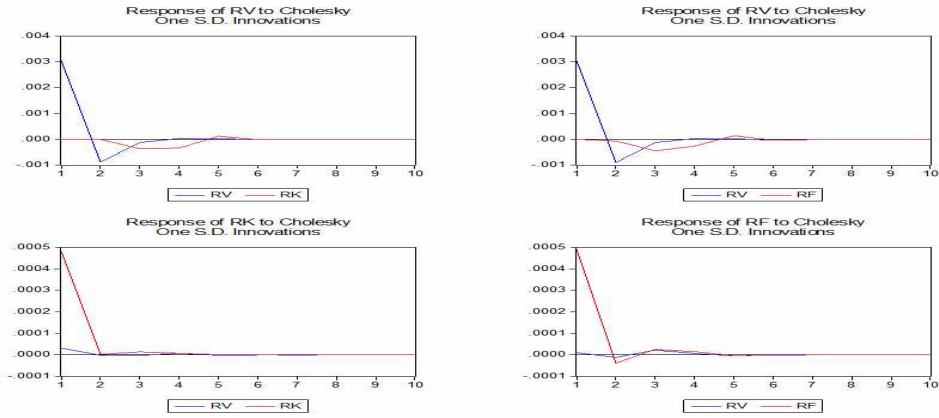 Response of RV to Cholesky
One S.D. Innovations
.004
.003
.002
.001
.000
-.001
1 2 3 4 5 6 7 8 9 10
RV RK
Response of RV to Cholesky
One S.D. Innovations
.004
.003
.002
.001
.000
-.001
1 2 3 4 5 6 7 8 9 10
RV RF
Response of RK to Cholesky
One S.D. Innovations
.0005
.0004
.0003
.0002
.0001
.0000
-.0001
1 2 3 4 5 6 7 8 9 10
RV RK
Response of RF to Cholesky
One S.D. Innovations
.0005
.0004
.0003
.0002
.0001
.0000
-.0001
1 2 3 4 5 6 7 8 9 10
RV RF